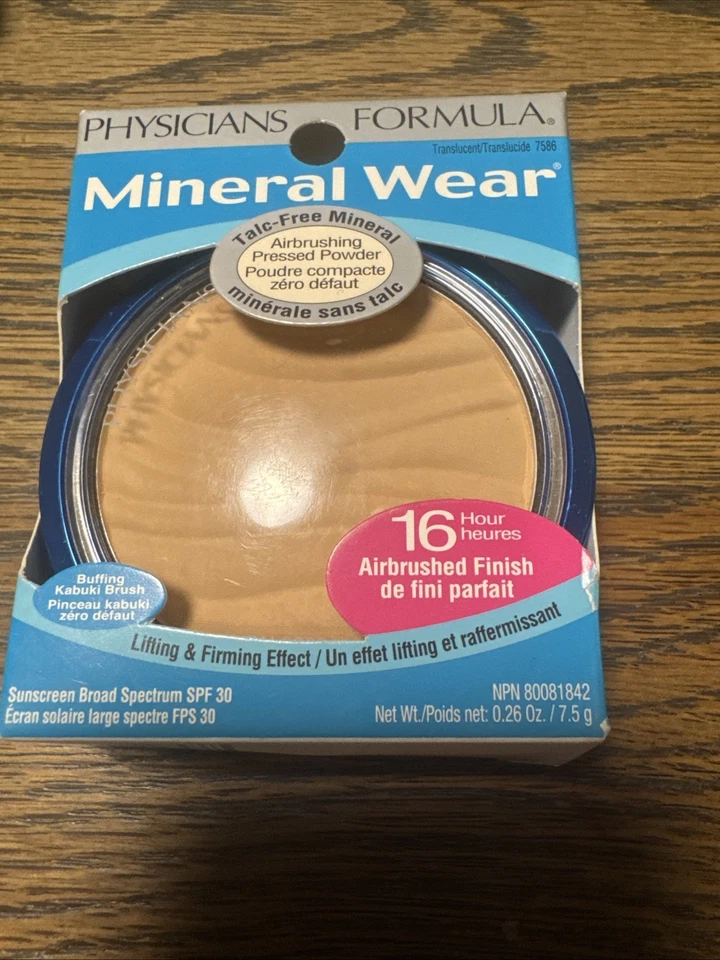 PHYSICIANS FORMULA®
Translucent/Translucide 7586
Mineral Wear®
Talc-Free Mineral
Airbrushing
Pressed Powder
Poudre compacte
zéro défaut
minérale sans talc
PHYSICIANS
16 Hour
heures
Airbrushed Finish
de fini parfait
Buffing
Kabuki Brush
Pinceau kabuki
zéro défaut
Lifting & Firming Effect / Un effet lifting et raffermissant
Sunscreen Broad Spectrum SPF 30
Écran solaire large spectre FPS 30
NPN 80081842
Net Wt./Poids net: 0.26 Oz. / 7.5 g